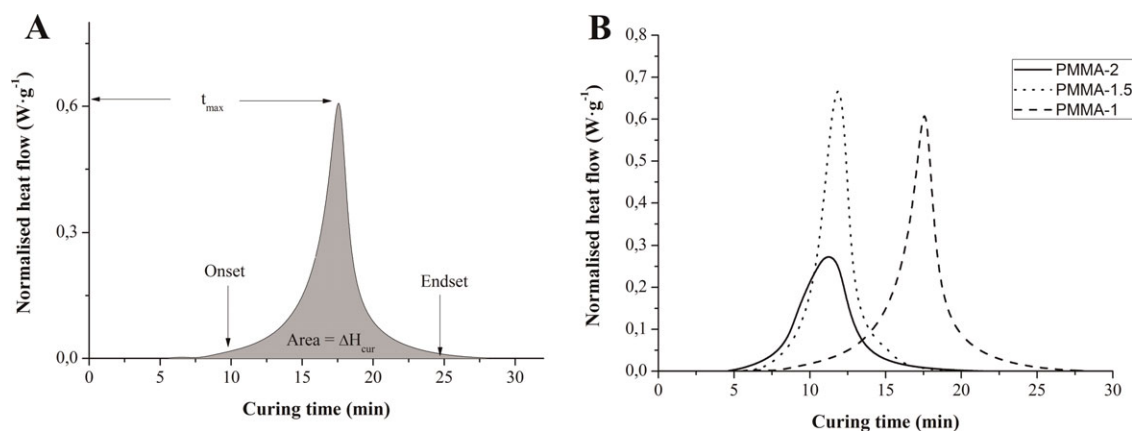 A
Normalised heat flow (W·g⁻¹)
0,6
0,3
0,0
t_max
Onset
Endset
Area = ΔH_cur
0 5 10 15 20 25 30
Curing time (min)
B
Normalised heat flow (W·g⁻¹)
0,8
0,7
0,6
0,5
0,4
0,3
0,2
0,1
0,0
PMMA-2
PMMA-1.5
PMMA-1
0 5 10 15 20 25 30
Curing time (min)